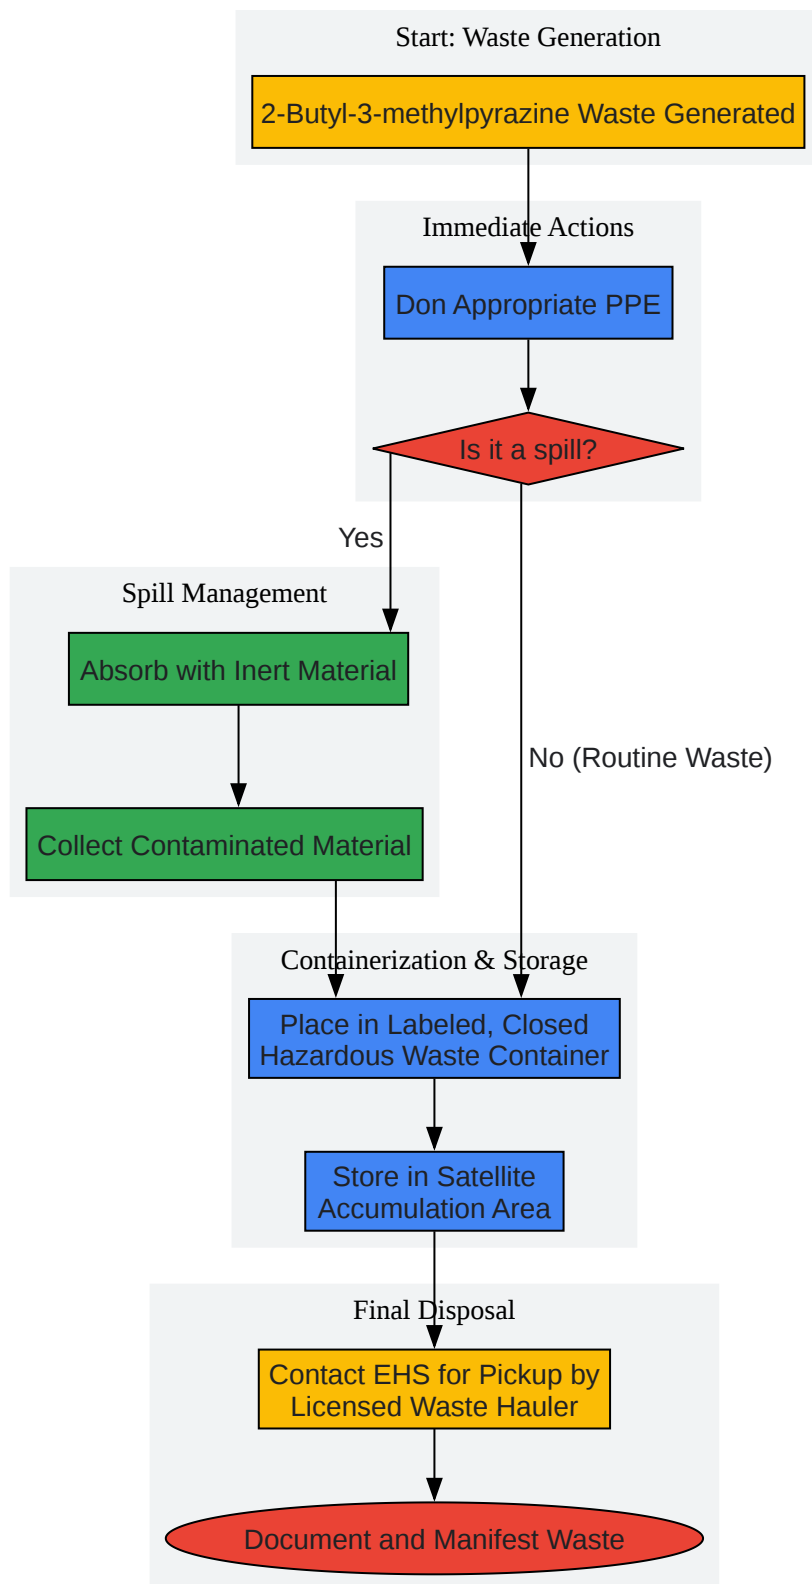 Start: Waste Generation
2-Butyl-3-methylpyrazine Waste Generated
Immediate Actions
Don Appropriate PPE
Is it a spill?
Yes
Spill Management
Absorb with Inert Material
No (Routine Waste)
Collect Contaminated Material
Containerization & Storage
Place in Labeled, Closed
Hazardous Waste Container
Store in Satellite
Accumulation Area
Final Disposal
Contact EHS for Pickup by
Licensed Waste Hauler
Document and Manifest Waste